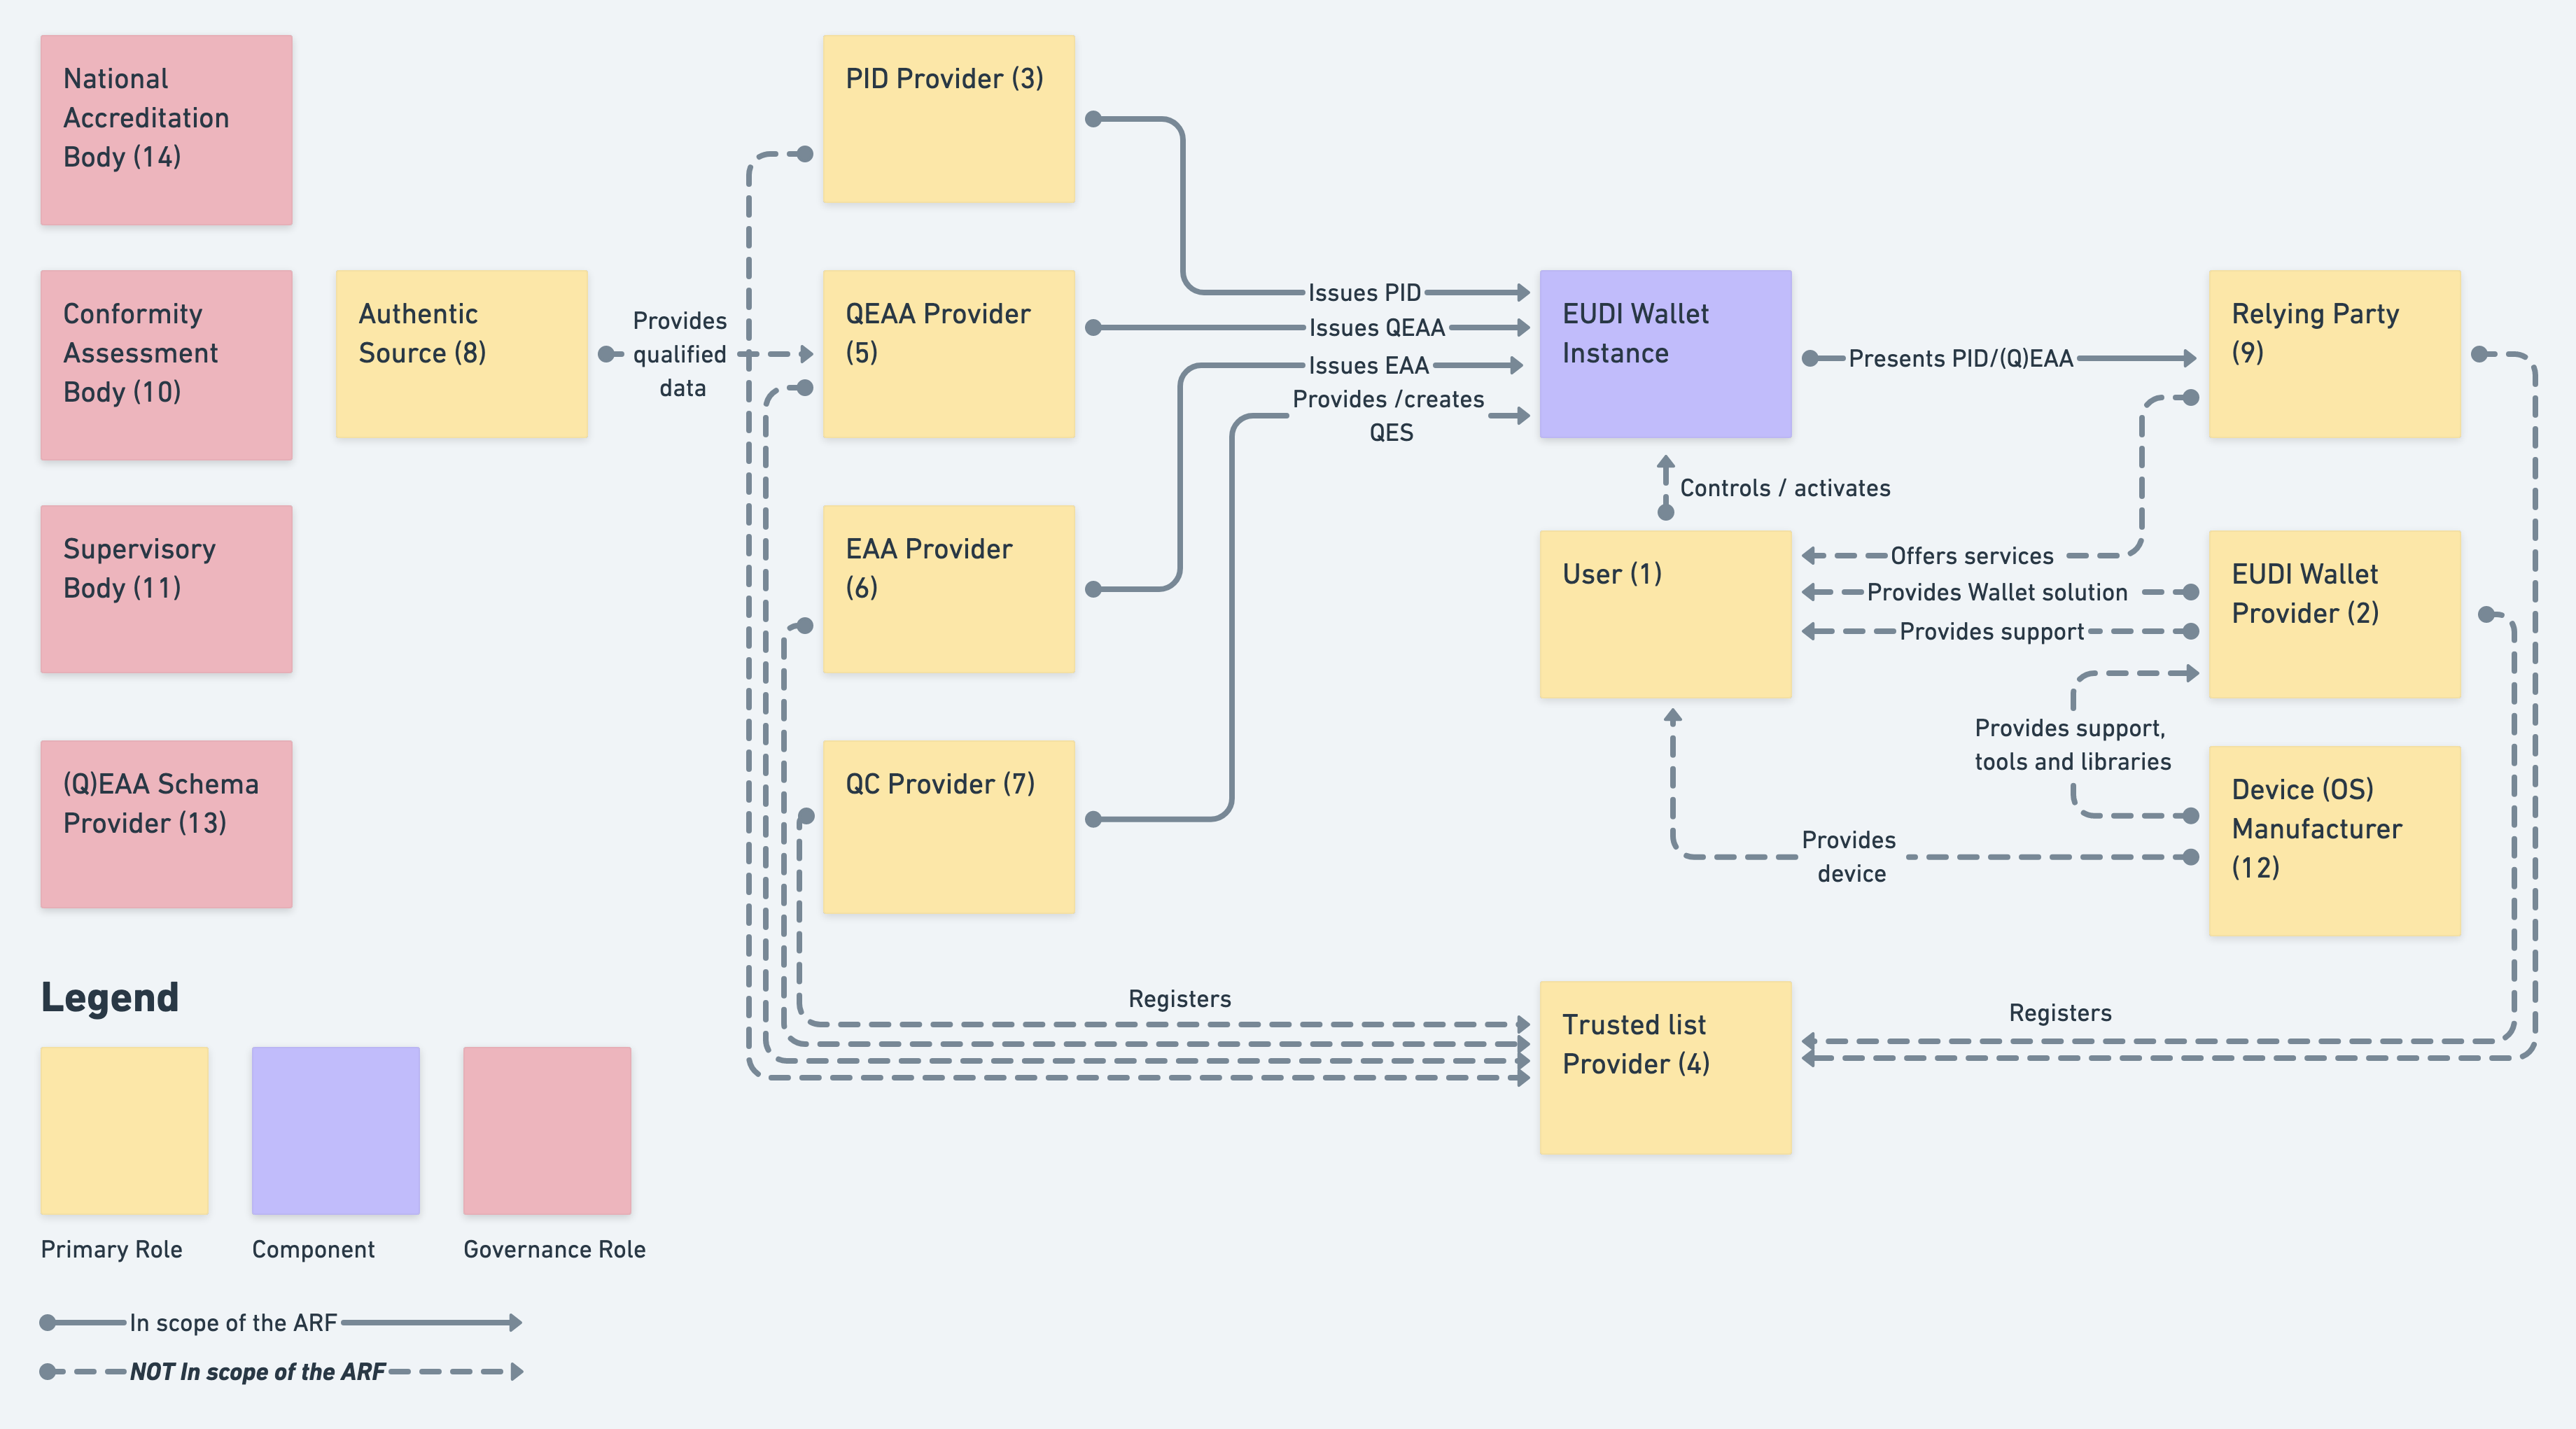 National
Accreditation
Body (14)
Conformity
Assessment
Body (10)
Supervisory
Body (11)
(Q)EAA Schema
Provider (13)
Authentic
Source (8)
Provides
qualified
data
PID Provider (3)
QEAA Provider
(5)
EAA Provider
(6)
QC Provider (7)
Issues PID
Issues QEAA
Issues EAA
Provides /creates
QES
EUDI Wallet
Instance
Presents PID/(Q)EAA
Relying Party
(9)
Controls / activates
User (1)
Offers services
Provides Wallet solution
Provides support
EUDI Wallet
Provider (2)
Provides support,
tools and libraries
Device (OS)
Manufacturer
(12)
Provides
device
Registers
Trusted list
Provider (4)
Registers
Legend
Primary Role
Component
Governance Role
In scope of the ARF
NOT In scope of the ARF